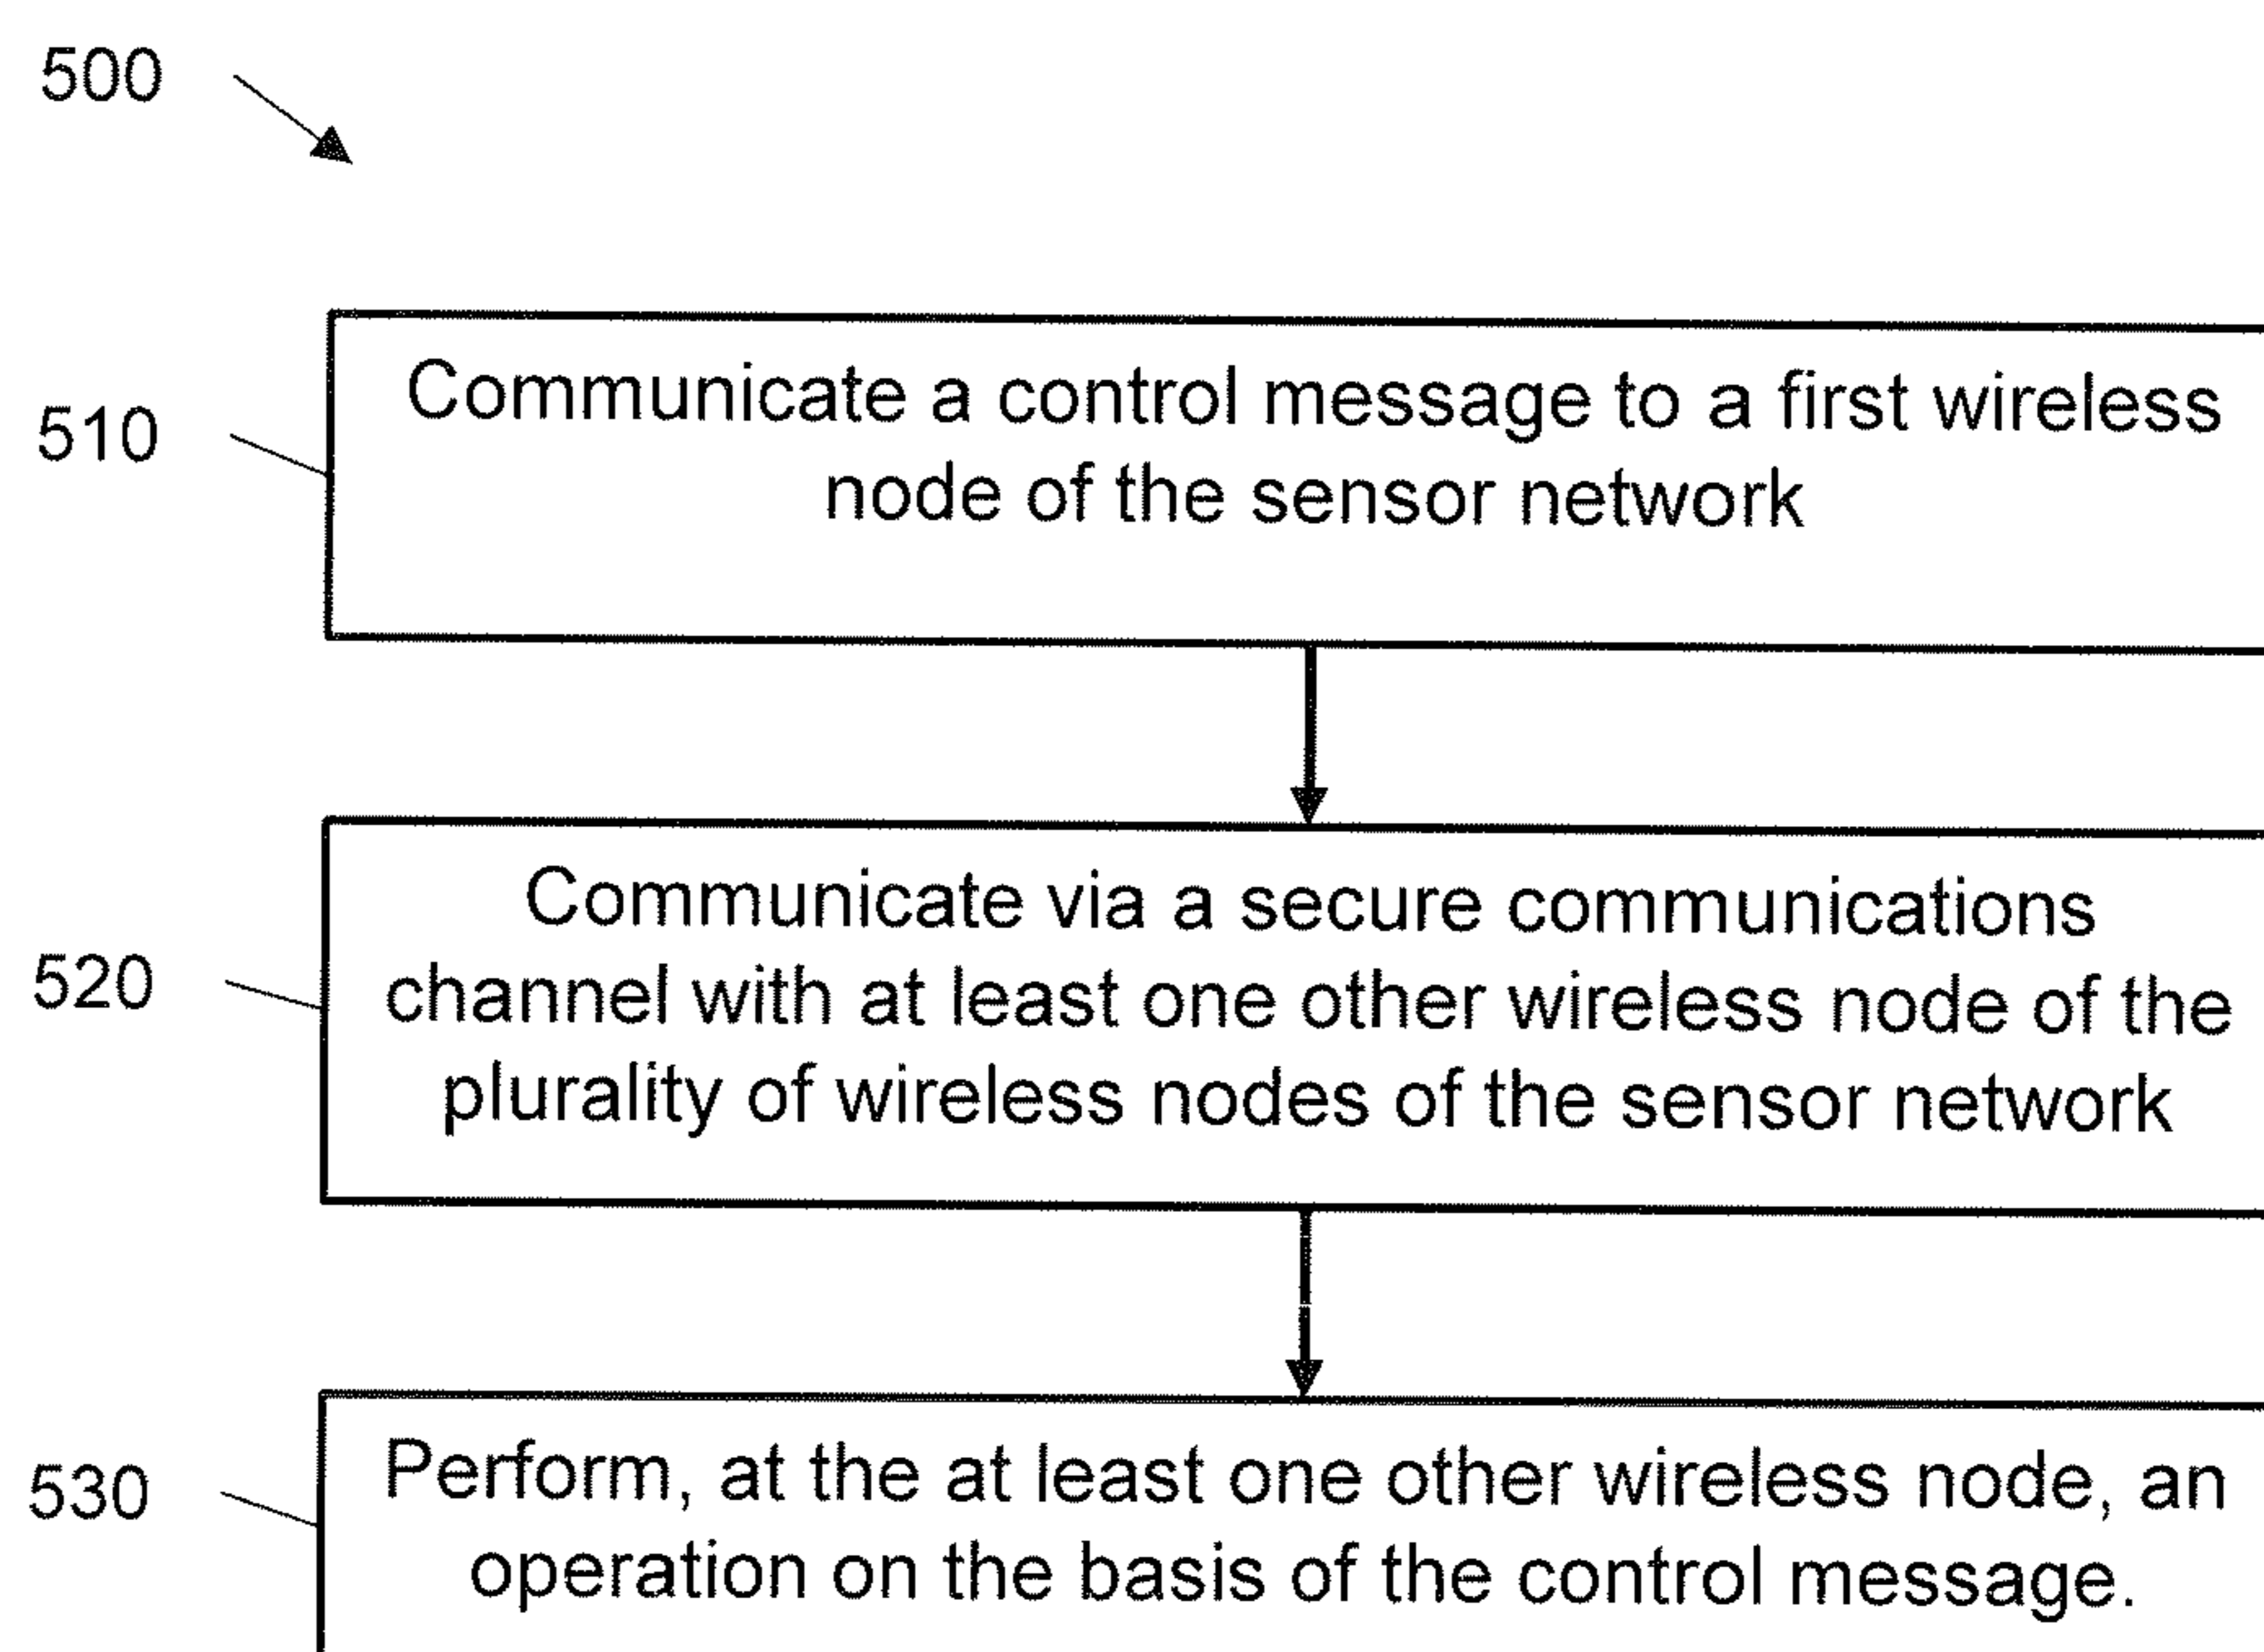 500
510
Communicate a control message to a first wireless
node of the sensor network
520
Communicate via a secure communications
channel with at least one other wireless node of the
plurality of wireless nodes of the sensor network
530
Perform, at the at least one other wireless node, an
operation on the basis of the control message.